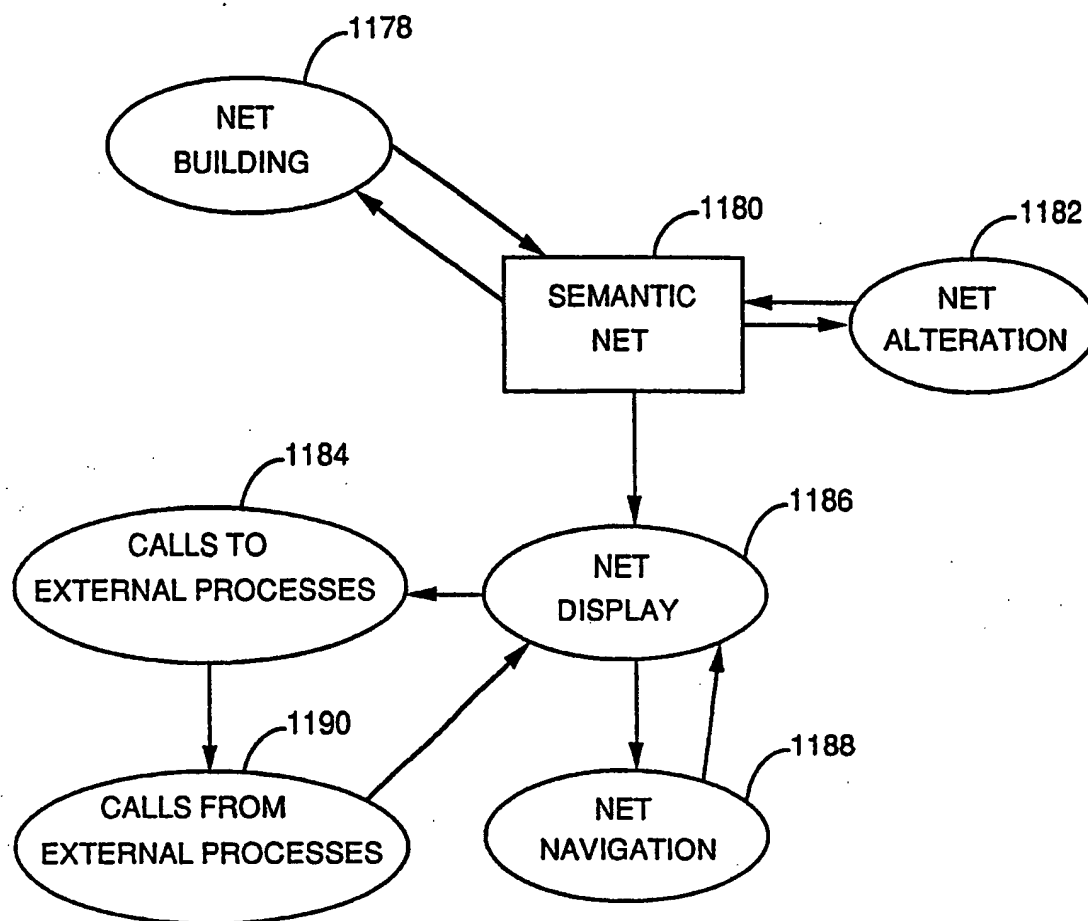 1178
NET
BUILDING
1180
SEMANTIC
NET
1182
NET
ALTERATION
1184
CALLS TO
EXTERNAL PROCESSES
1186
NET
DISPLAY
1190
CALLS FROM
EXTERNAL PROCESSES
1188
NET
NAVIGATION